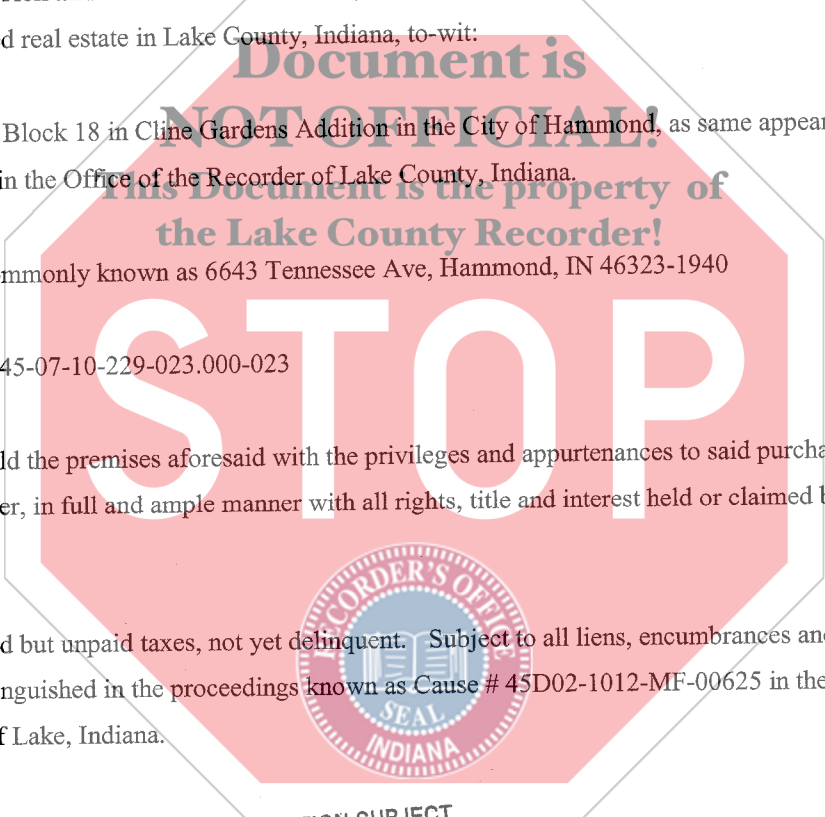 d real estate in Lake County, Indiana, to-wit:
Document is
NOT OFFICIAL!
Block 18 in Cline Gardens Addition in the City of Hammond, as same appear
in the Office of the Recorder of Lake County, Indiana.
This Document is the property of
the Lake County Recorder!
mmonly known as 6643 Tennessee Ave, Hammond, IN 46323-1940
STOP
45-07-10-229-023.000-023
ld the premises aforesaid with the privileges and appurtenances to said purcha
er, in full and ample manner with all rights, title and interest held or claimed b
RECORDER'S OFFICE
d but unpaid taxes, not yet delinquent. Subject to all liens, encumbrances and
nguished in the proceedings known as Cause # 45D02-1012-MF-00625 in the
SEAL
INDIANA
f Lake, Indiana.
SUBJECT